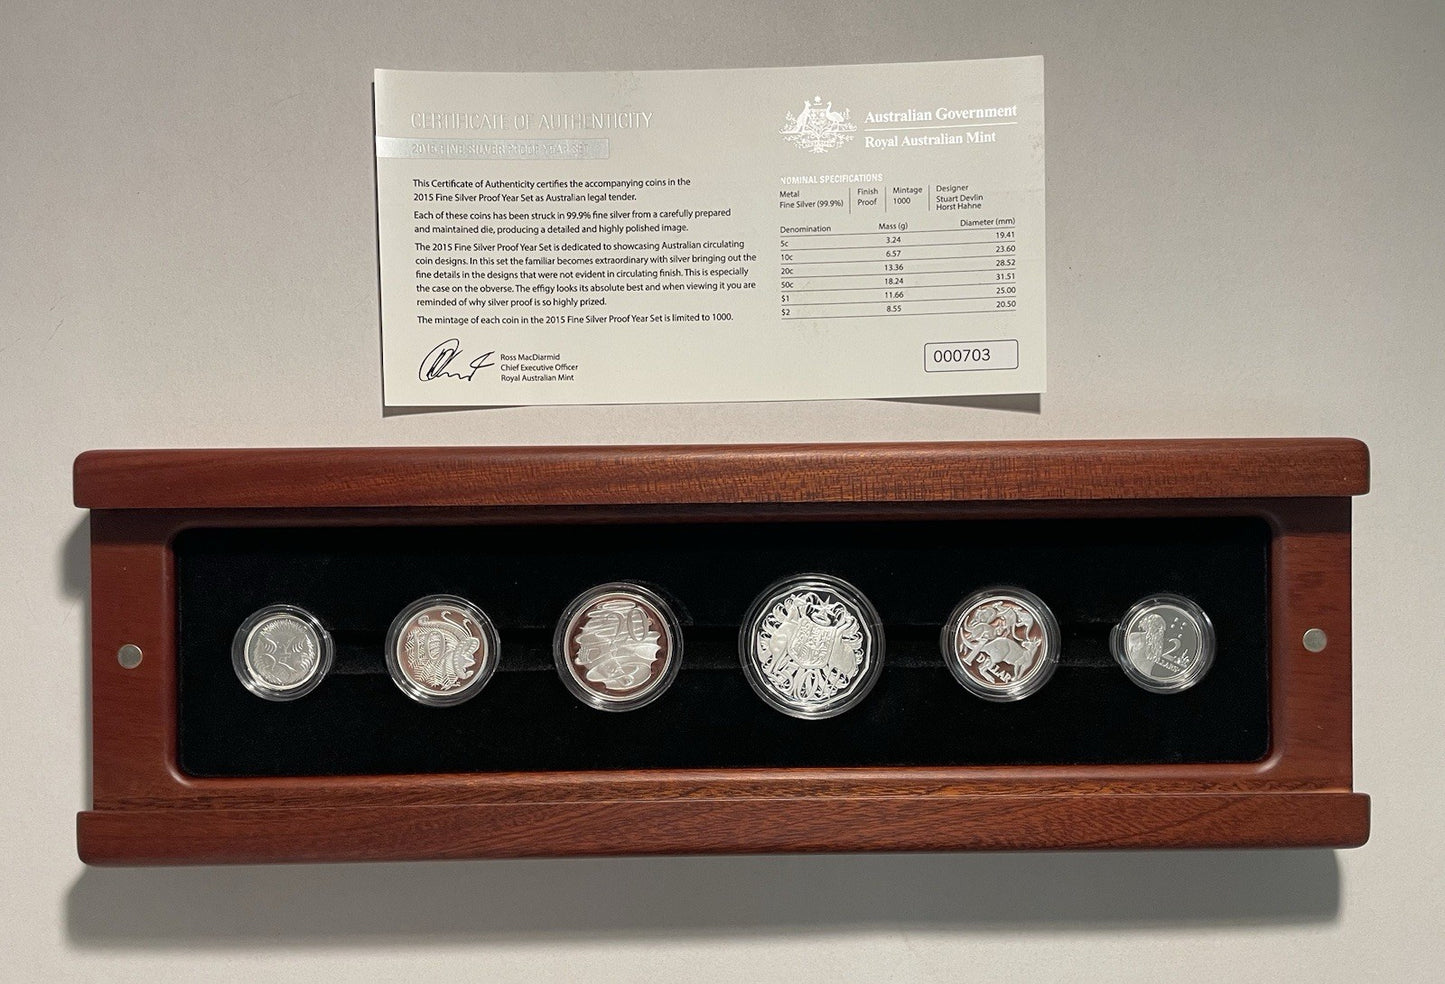 CERTIFICATE OF AUTHENTICITY
2015 FINE SILVER PROOF YEAR SET
This Certificate of Authenticity certifies the accompanying coins in the
2015 Fine Silver Proof Year Set as Australian legal tender.
Each of these coins has been struck in 99.9% fine silver from a carefully prepared
and maintained die, producing a detailed and highly polished image.
The 2015 Fine Silver Proof Year Set is dedicated to showcasing Australian circulating
coin designs. In this set the familiar becomes extraordinary with silver bringing out the
fine details in the designs that were not evident in circulating finish. This is especially
the case on the obverse. The effigy looks its absolute best and when viewing it you are
reminded of why silver proof is so highly prized.
The mintage of each coin in the 2015 Fine Silver Proof Year Set is limited to 1000.
Ross MacDiarmid
Chief Executive Officer
Royal Australian Mint
Australian Government
Royal Australian Mint
NOMINAL SPECIFICATIONS
Metal Finish Mintage Designer
Fine Silver (99.9%) Proof 1000 Stuart Devlin
Horst Hahne
Denomination Mass (g) Diameter (mm)
5c 3.24 19.41
10c 6.57 23.60
20c 13.36 28.52
50c 18.24 31.51
$1 11.66 25.00
$2 8.55 20.50
000703
20
1 DOLLAR
2
DOLLARS